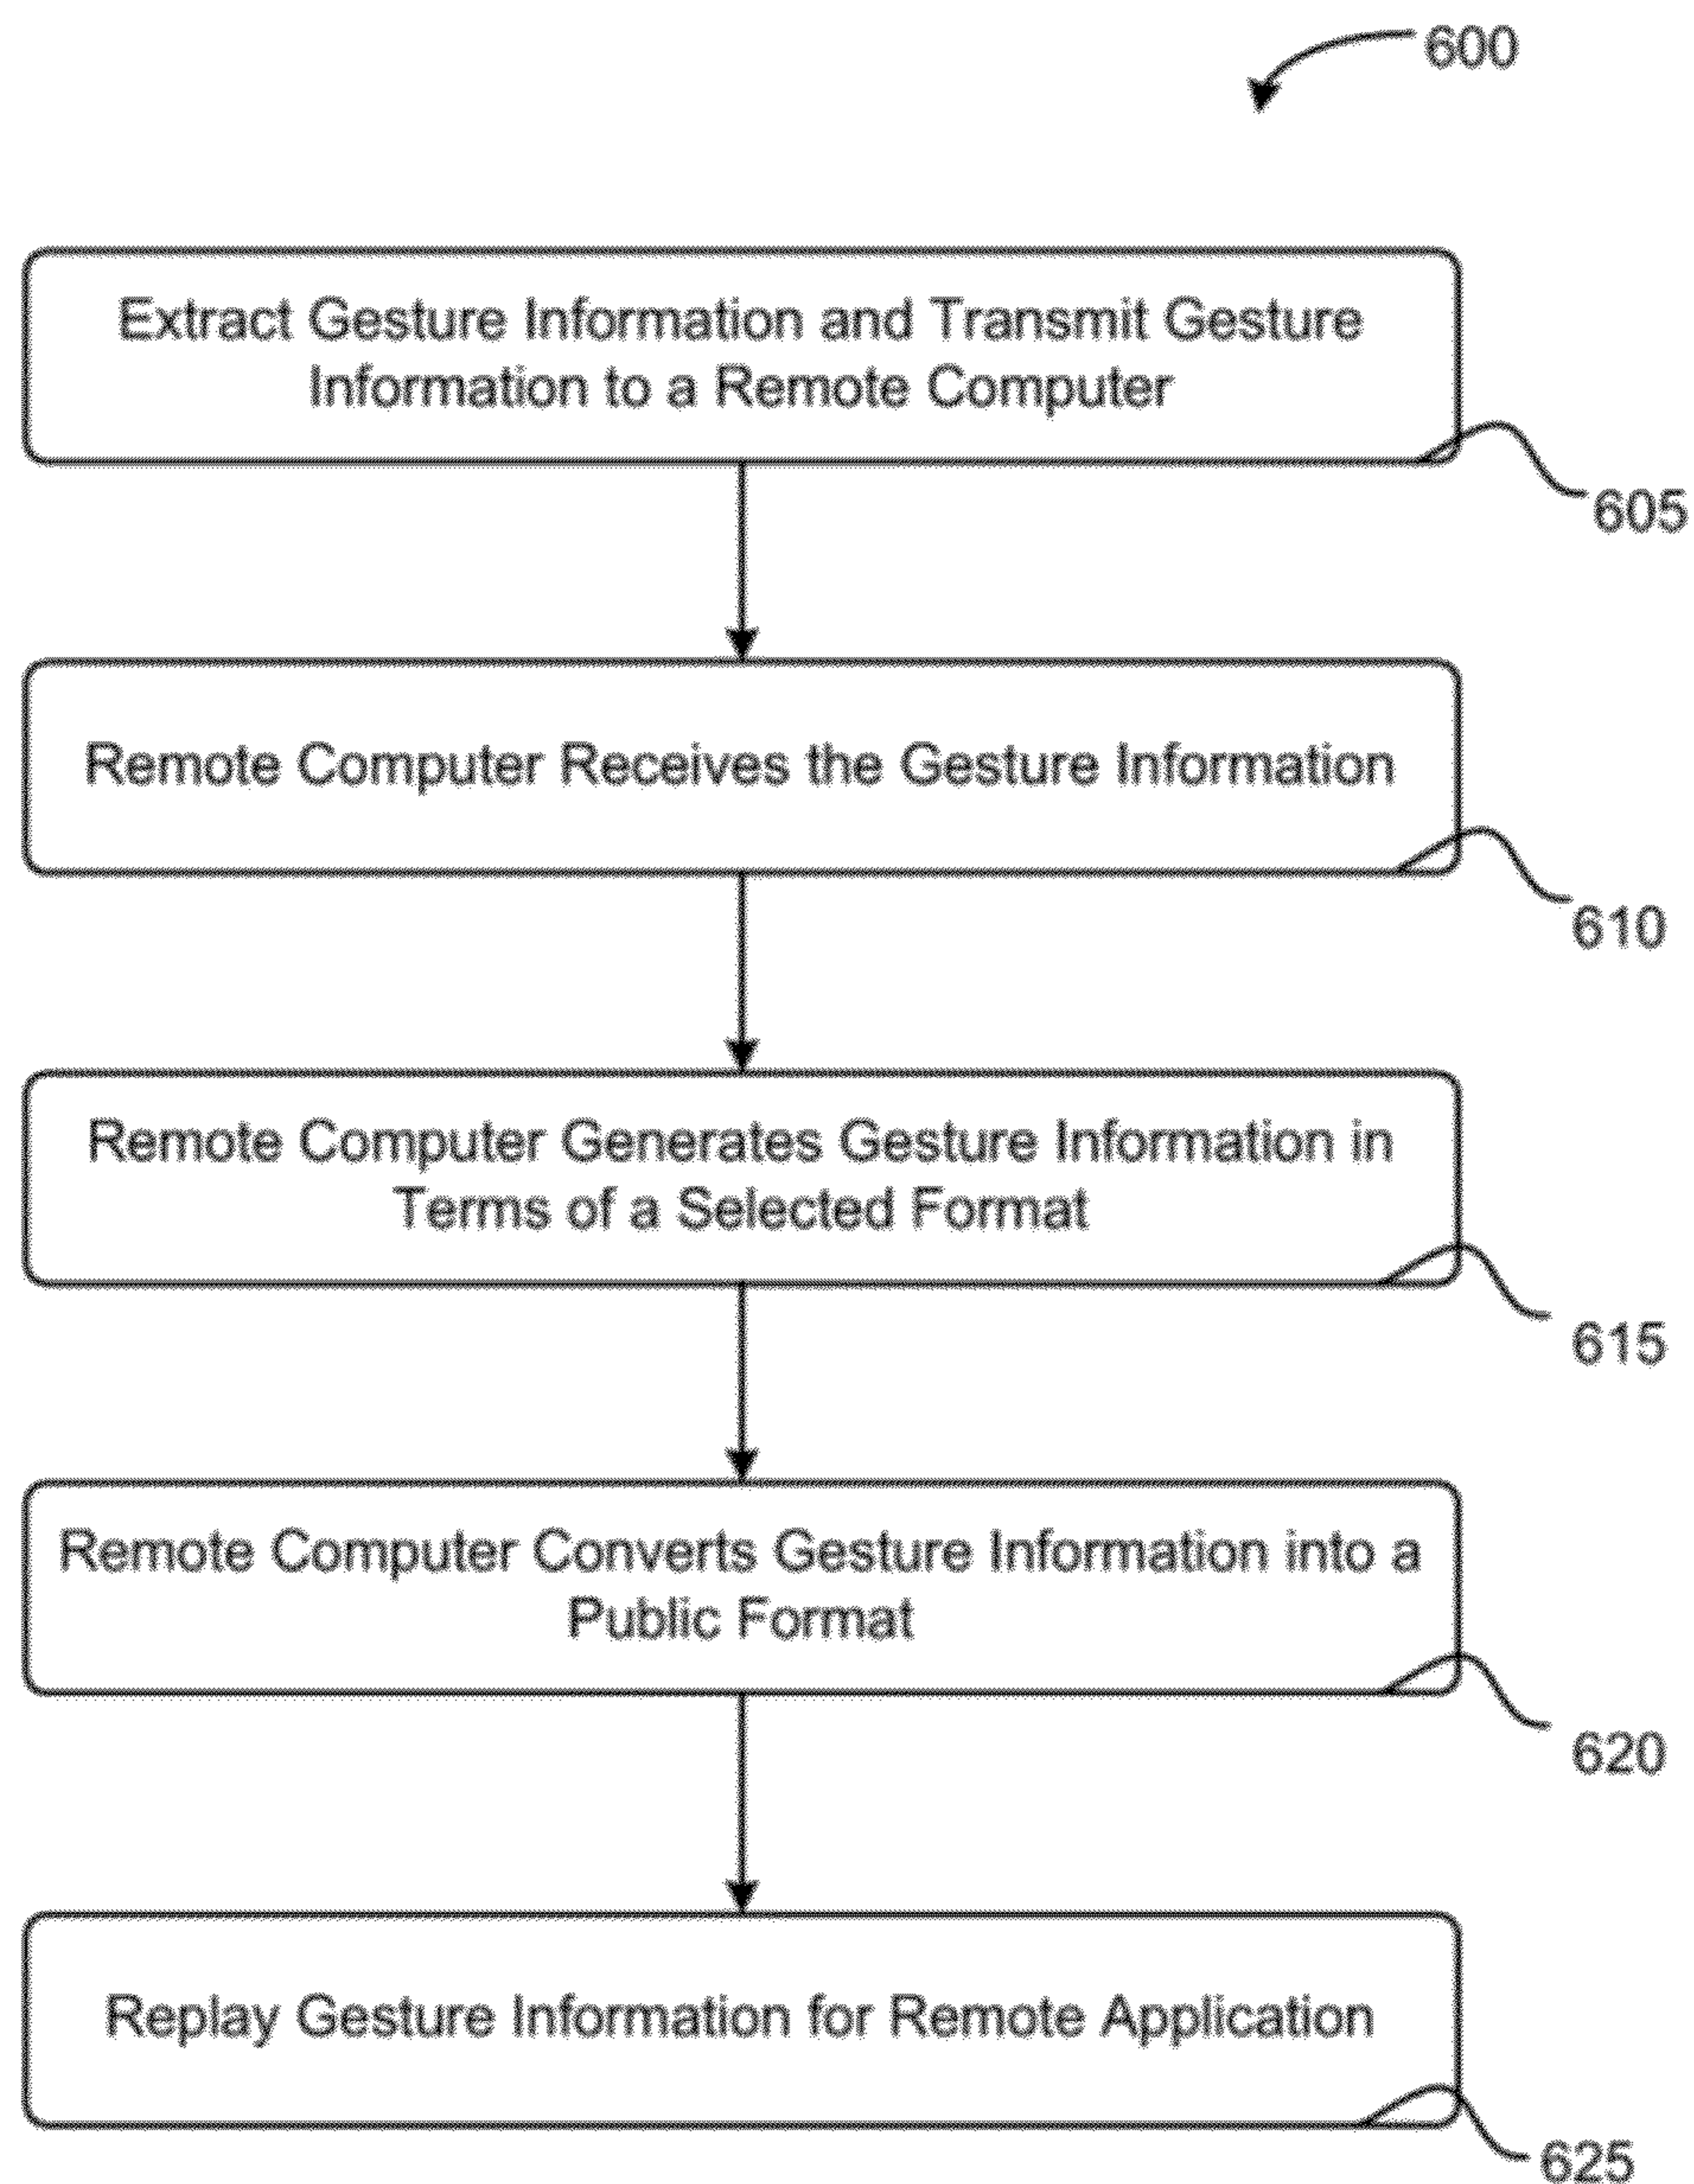 600
Extract Gesture Information and Transmit Gesture
Information to a Remote Computer
605
Remote Computer Receives the Gesture Information
610
Remote Computer Generates Gesture Information in
Terms of a Selected Format
615
Remote Computer Converts Gesture Information into a
Public Format
620
Replay Gesture Information for Remote Application
625